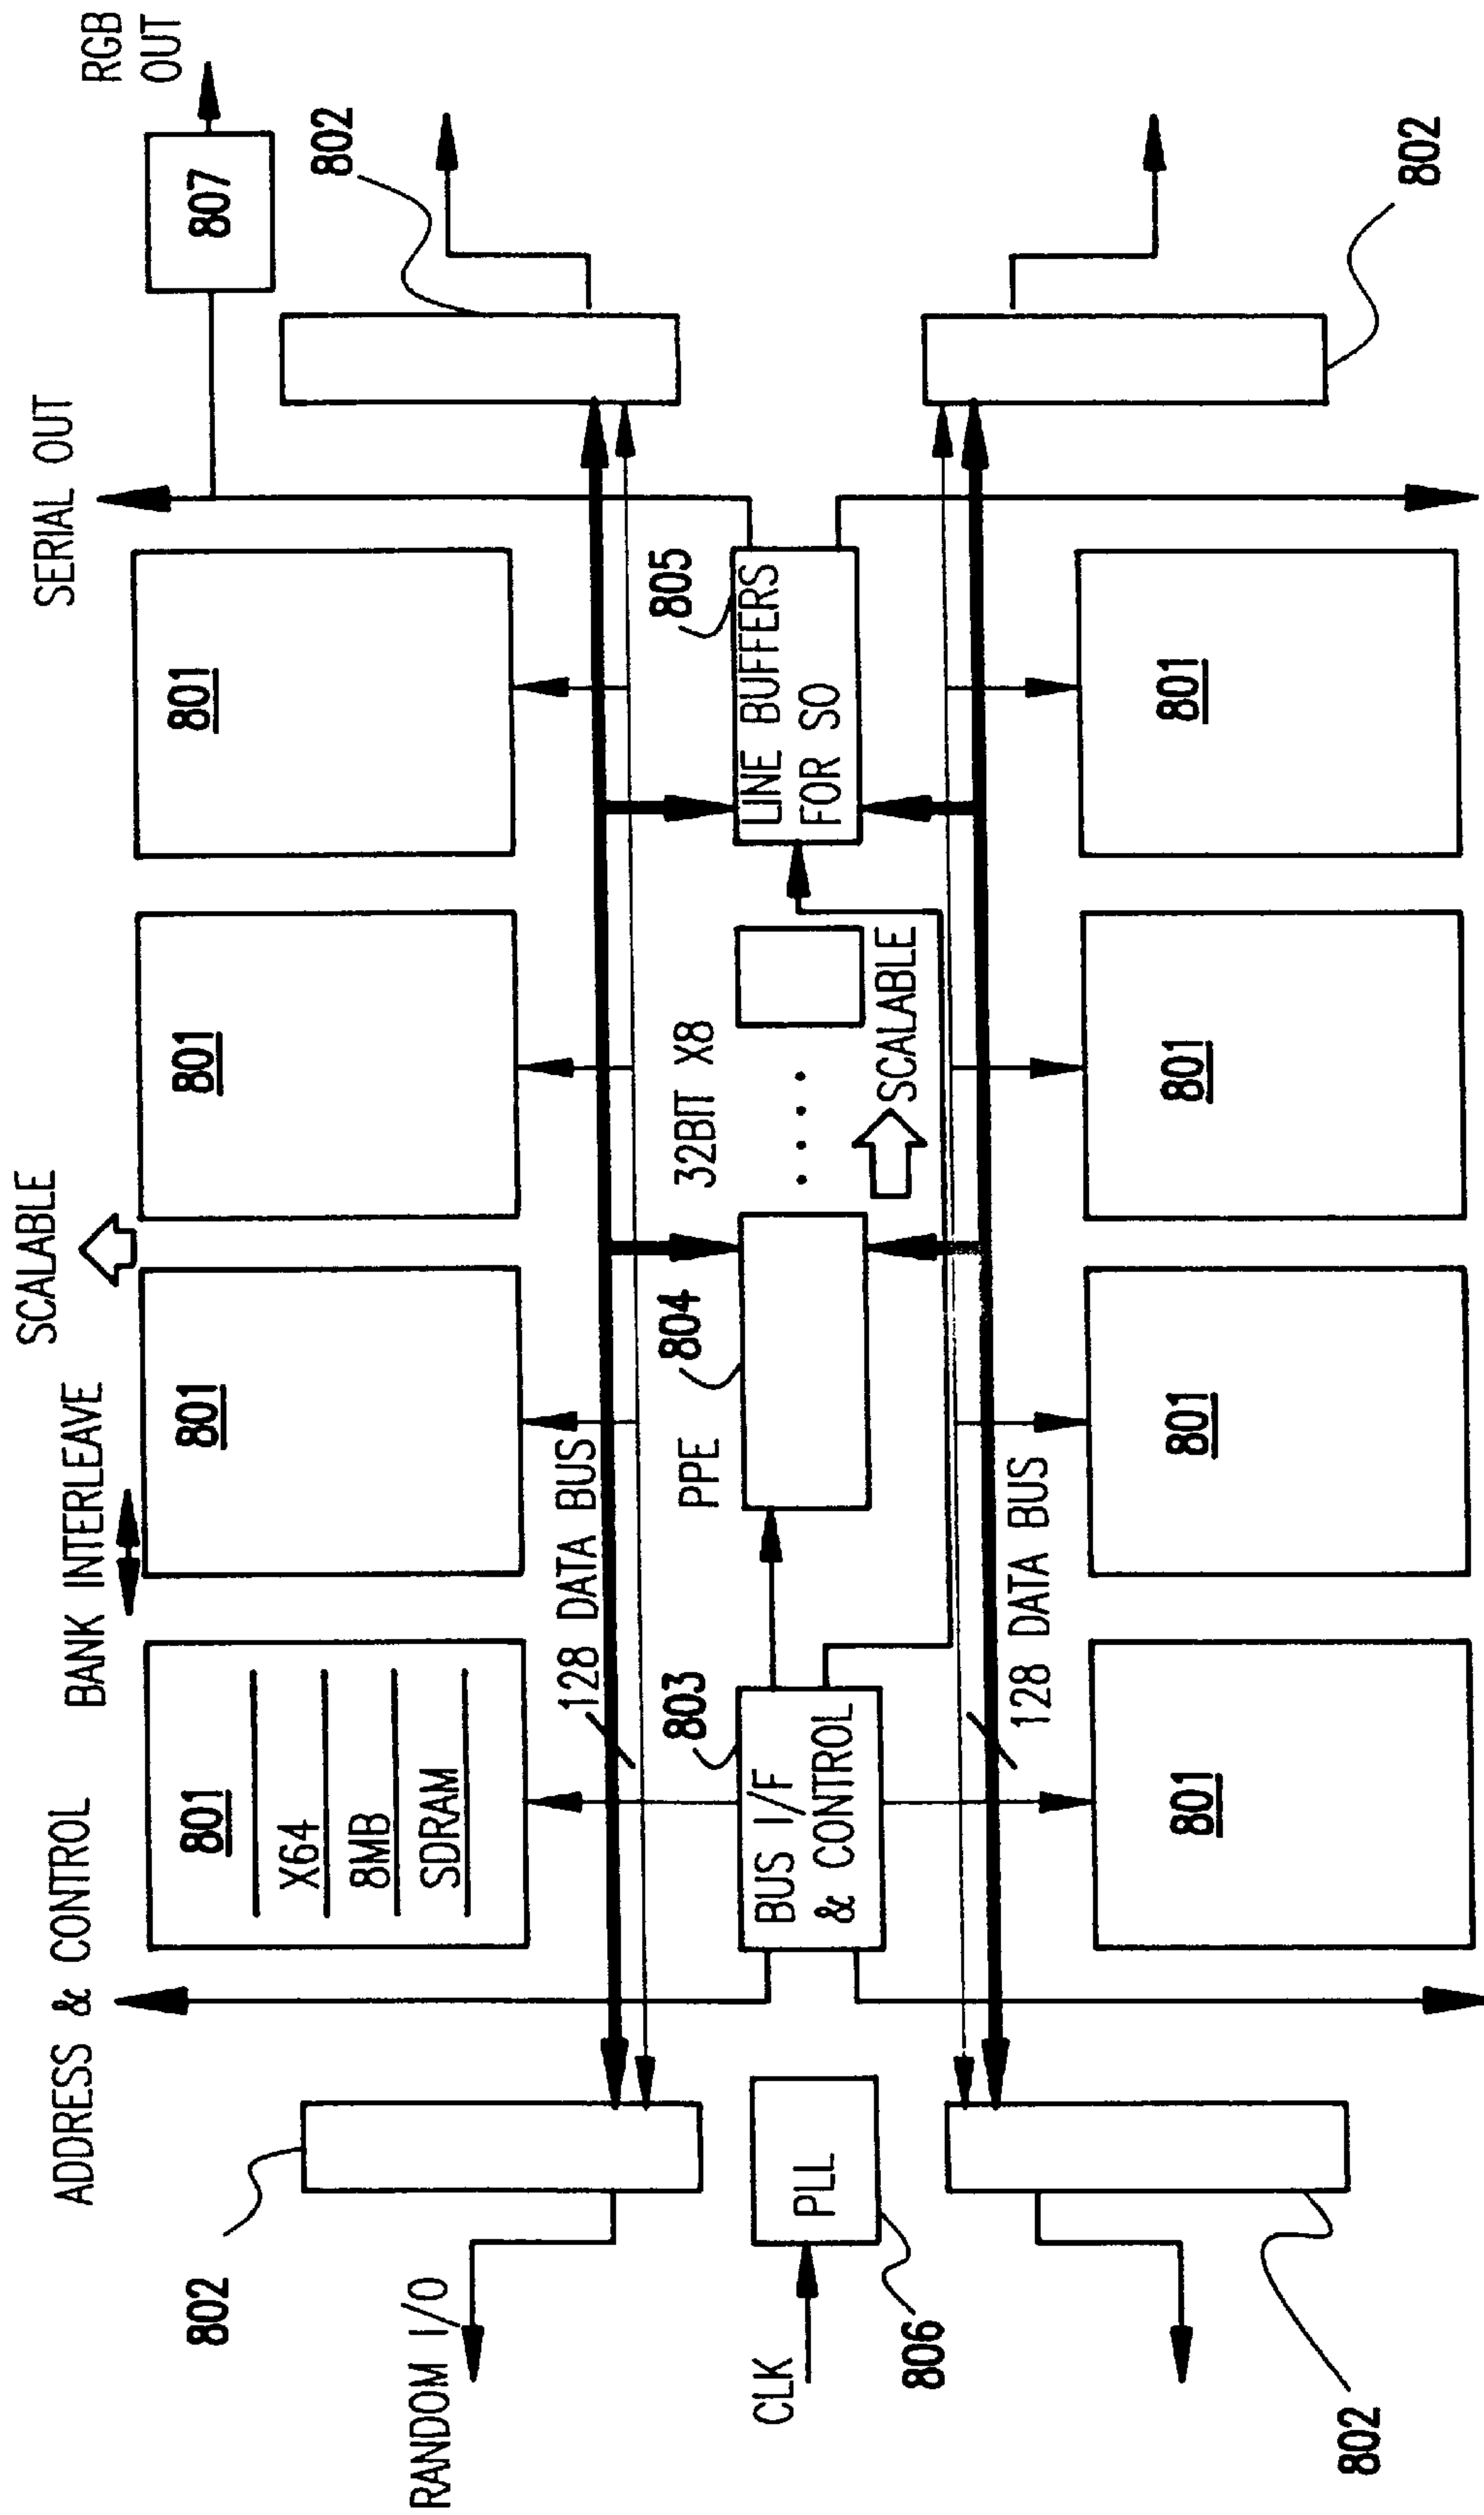 ADDRESS & CONTROL
BANK INTERLEAVE
SCALABLE
SERIAL OUT
RGB
OUT
807
802
802
RANDOM I/O
801
X64
8MB
SDRAM
801
801
801
128 DATA BUS
803
BUS I/F
& CONTROL
PPE
804
32BIT X8
SCALABLE
805
LINE BUFFERS
FOR SO
CLK
PLL
806
128 DATA BUS
801
801
801
801
802
802